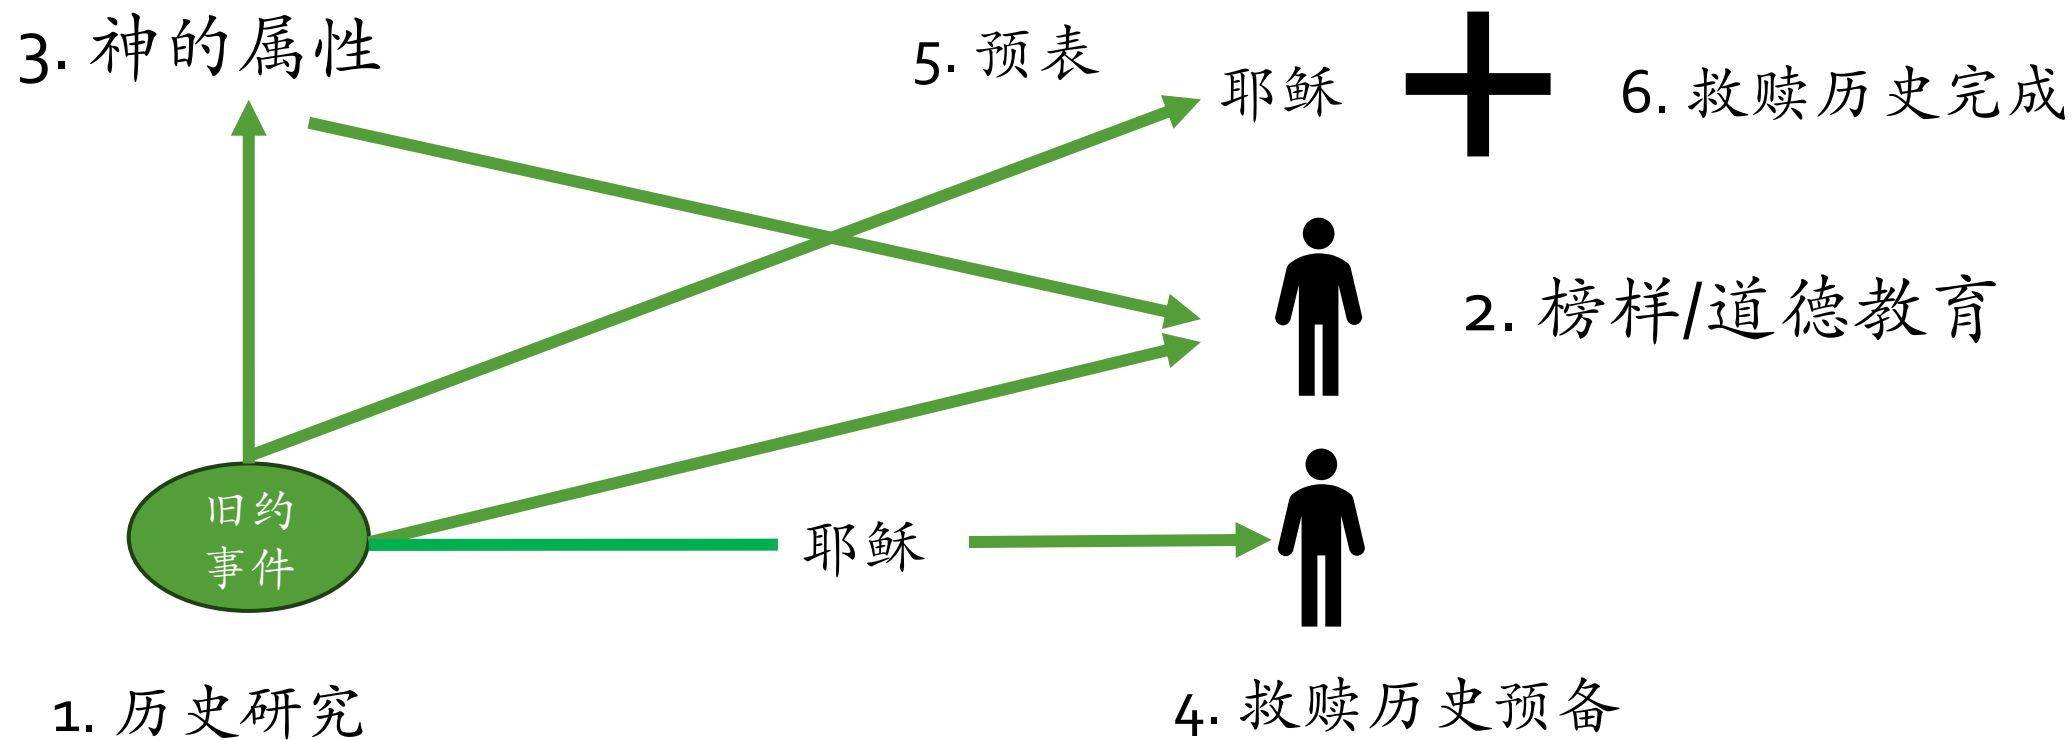 3. 神的属性
5. 预表
耶稣
6. 救赎历史完成
2. 榜样/道德教育
旧约
事件
耶稣
1. 历史研究
4. 救赎历史预备